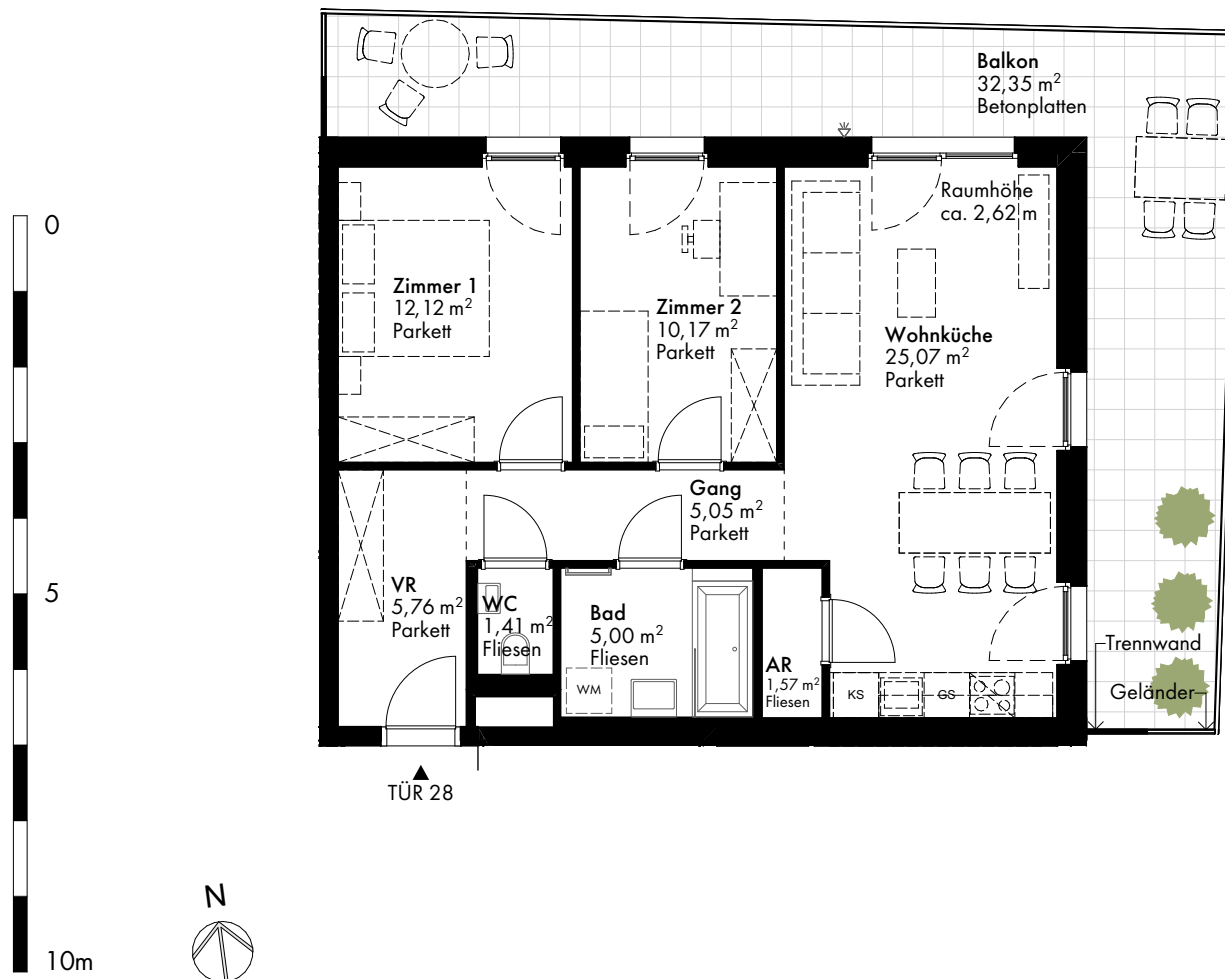 Balkon
32,35 m²
Betonplatten
Raumhöhe
ca. 2,62 m
0
Zimmer 1
12,12 m²
Parkett
Zimmer 2
10,17 m²
Parkett
Wohnküche
25,07 m²
Parkett
Gang
5,05 m²
Parkett
5
VR
5,76 m²
Parkett
WC
1,41 m²
Fliesen
Bad
5,00 m²
Fliesen
WM
AR
1,57 m²
Fliesen
KS
GS
Trennwand
Geländer
TÜR 28
N
10m